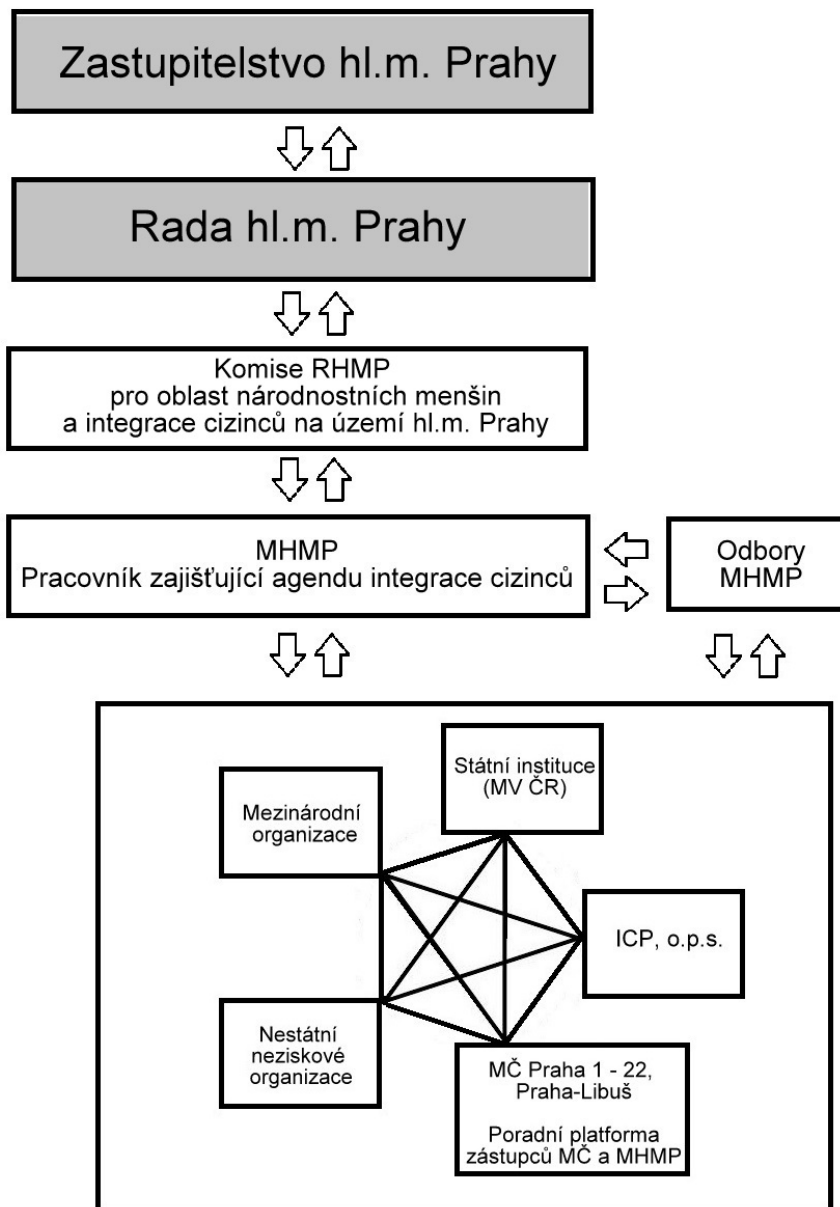 Zastupitelstvo hl.m. Prahy
Rada hl.m. Prahy
Komise RHMP
pro oblast národnostních menšin
a integrace cizinců na území hl.m. Prahy
MHMP
Pracovník zajišťující agendu integrace cizinců
Odbory
MHMP
Státní instituce
(MV ČR)
Mezinárodní
organizace
ICP, o.p.s.
Nestátní
neziskové
organizace
MČ Praha 1 - 22,
Praha-Libuš
Poradní platforma
zástupců MČ a MHMP